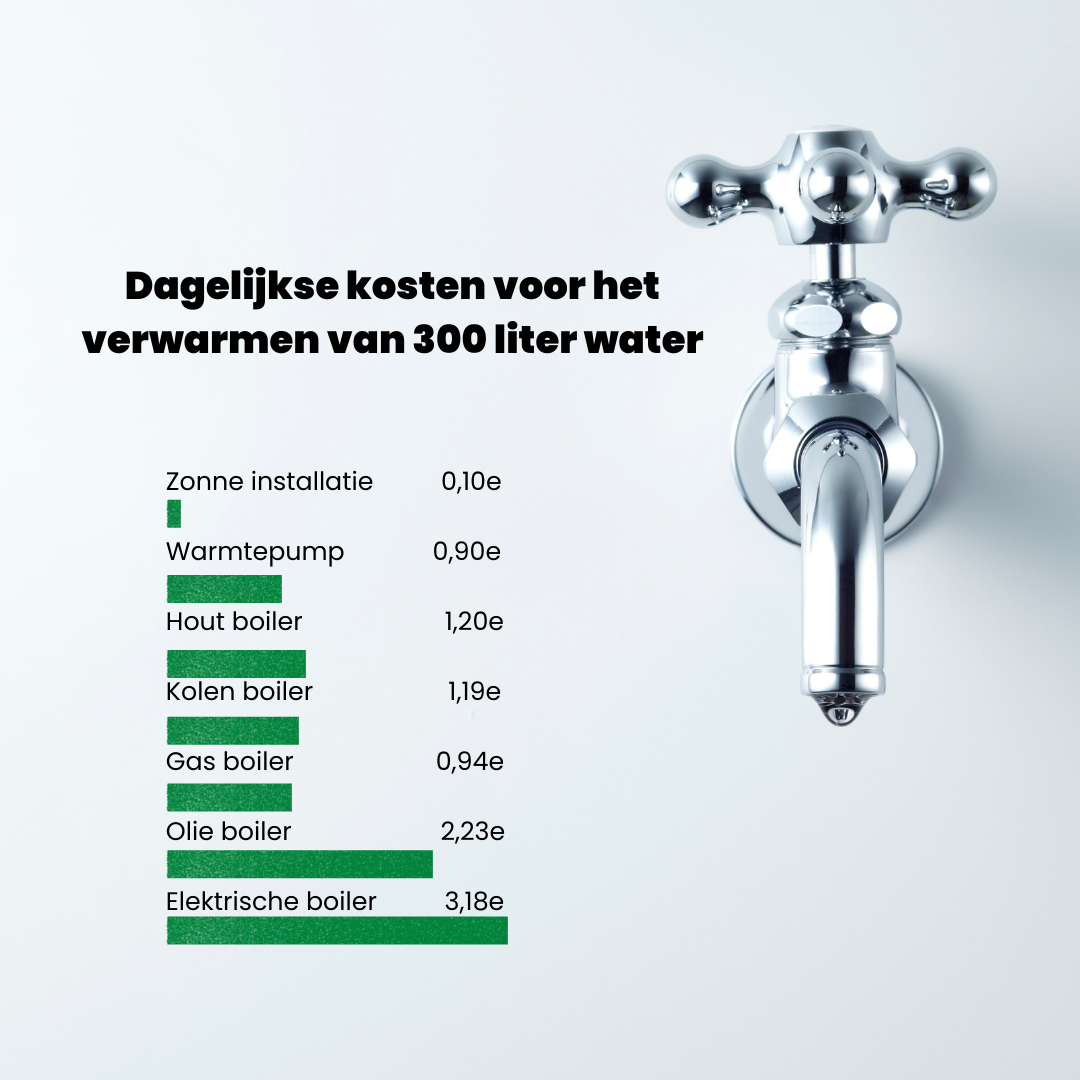 Dagelijkse kosten voor het
verwarmen van 300 liter water
Zonne installatie 0,10e
Warmtepump 0,90e
Hout boiler 1,20e
Kolen boiler 1,19e
Gas boiler 0,94e
Olie boiler 2,23e
Elektrische boiler 3,18e